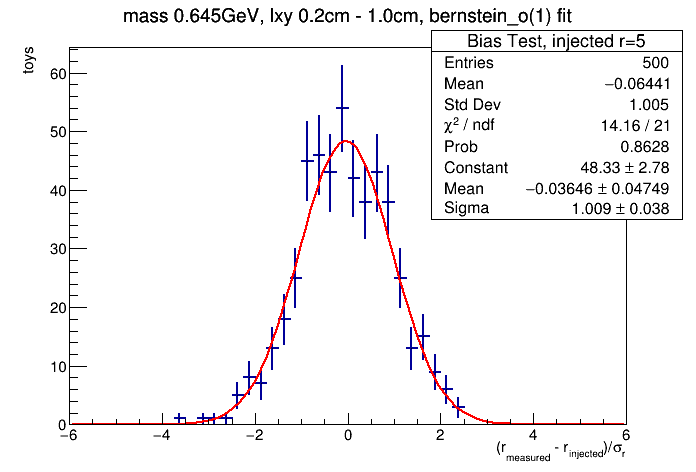 mass 0.645GeV, lxy 0.2cm - 1.0cm, bernstein_o(1) fit
Bias Test, injected r=5
Entries 500
Mean −0.06441
Std Dev 1.005
χ² / ndf 14.16 / 21
Prob 0.8628
Constant 48.33 ± 2.78
Mean −0.03646 ± 0.04749
Sigma 1.009 ± 0.038
toys
60
50
40
30
20
10
0
−6 −4 −2 0 2 4 6
(r_measured - r_injected)/σ_r